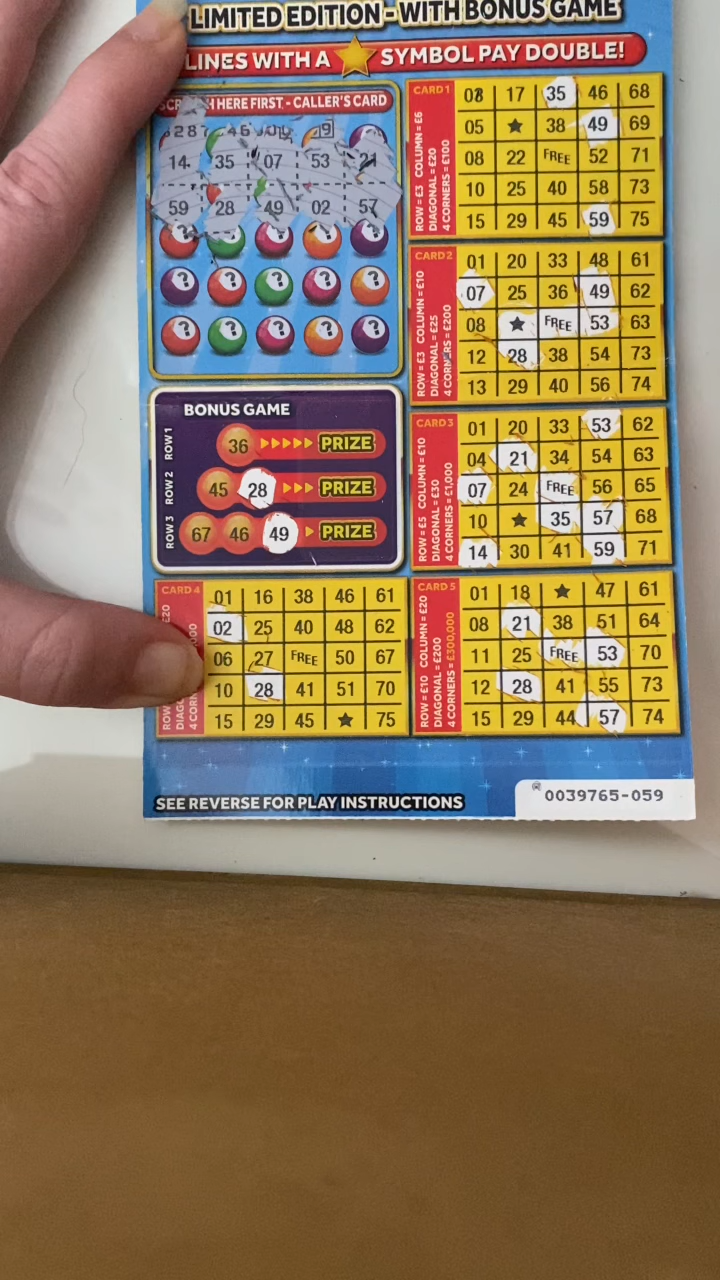 LIMITED EDITION - WITH BONUS GAME
LINES WITH A SYMBOL PAY DOUBLE!
HERE FIRST - CALLER'S CARD
14 35 07 53 21
59 28 49 02 57
? ? ? ? ?
? ? ? ? ?
? ? ? ? ?
BONUS GAME
ROW 1 36 PRIZE
ROW 2 45 28 PRIZE
ROW 3 67 46 49 PRIZE
CARD 1
ROW = £3 COLUMN = £6
DIAGONAL = £20
4 CORNERS = £100
08 17 35 46 68
05 38 49 69
08 22 FREE 52 71
10 25 40 58 73
15 29 45 59 75
CARD 2
ROW = £3 COLUMN = £10
DIAGONAL = £25
4 CORNERS = £200
01 20 33 48 61
07 25 36 49 62
08 FREE 53 63
12 28 38 54 73
13 29 40 56 74
CARD 3
ROW = £5 COLUMN = £10
DIAGONAL = £30
4 CORNERS = £1,000
01 20 33 53 62
04 21 34 54 63
07 24 FREE 56 65
10 35 57 68
14 30 41 59 71
CARD 4
£20
01 16 38 46 61
02 25 40 48 62
06 27 FREE 50 67
10 28 41 51 70
15 29 45 75
CARD 5
ROW = £10 COLUMN = £20
DIAGONAL = £200
4 CORNERS = £300,000
01 18 47 61
08 21 38 51 64
11 25 FREE 53 70
12 28 41 55 73
15 29 44 57 74
SEE REVERSE FOR PLAY INSTRUCTIONS
0039765-059